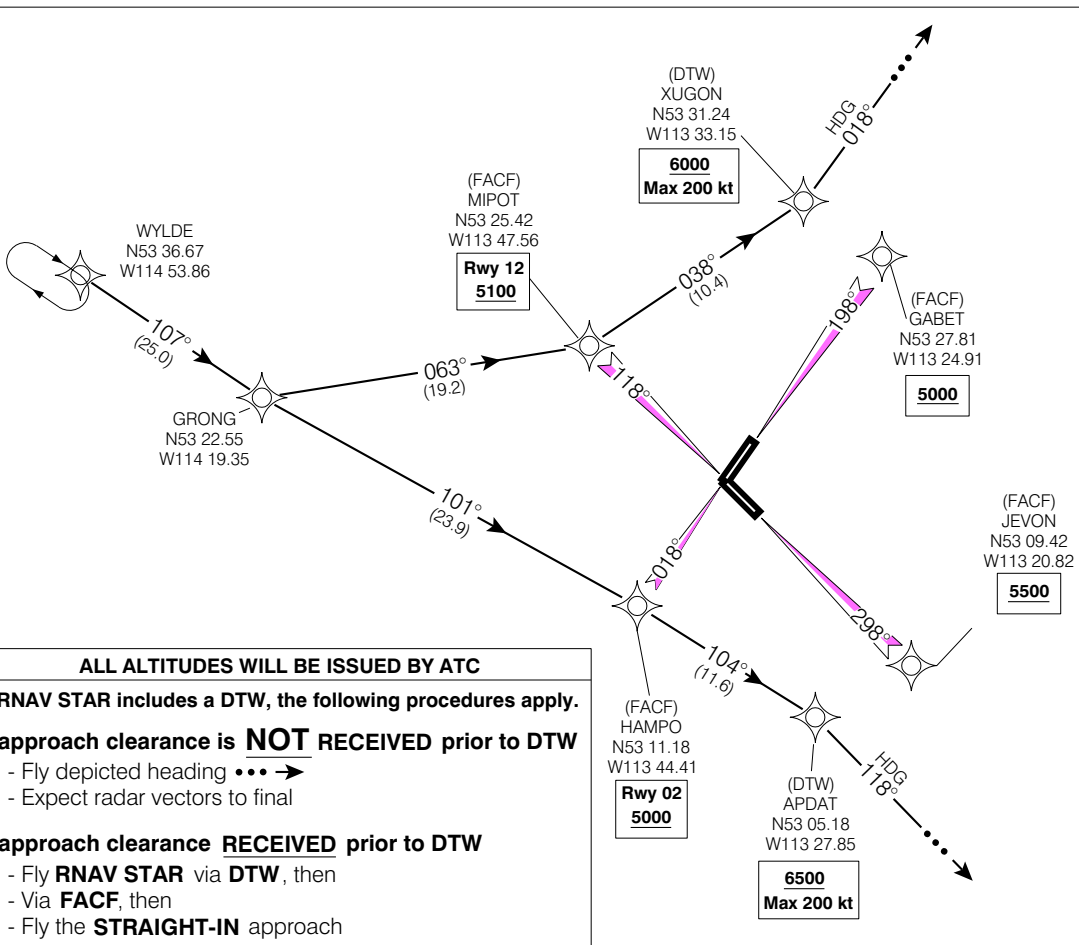 (DTW)
XUGON
N53 31.24
W113 33.15
6000
Max 200 kt
HDG
018°
(FACF)
MIPOT
N53 25.42
W113 47.56
Rwy 12
5100
WYLDE
N53 36.67
W114 53.86
038°
(10.4)
198°
(FACF)
GABET
N53 27.81
W113 24.91
5000
107°
(25.0)
063°
(19.2)
118°
GRONG
N53 22.55
W114 19.35
101°
(23.9)
018°
(FACF)
JEVON
N53 09.42
W113 20.82
5500
298°
104°
(11.6)
(FACF)
HAMPO
N53 11.18
W113 44.41
Rwy 02
5000
HDG
118°
(DTW)
APDAT
N53 05.18
W113 27.85
6500
Max 200 kt
ALL ALTITUDES WILL BE ISSUED BY ATC
RNAV STAR includes a DTW, the following procedures apply.
approach clearance is NOT RECEIVED prior to DTW
- Fly depicted heading
- Expect radar vectors to final
approach clearance RECEIVED prior to DTW
- Fly RNAV STAR via DTW, then
- Via FACF, then
- Fly the STRAIGHT-IN approach